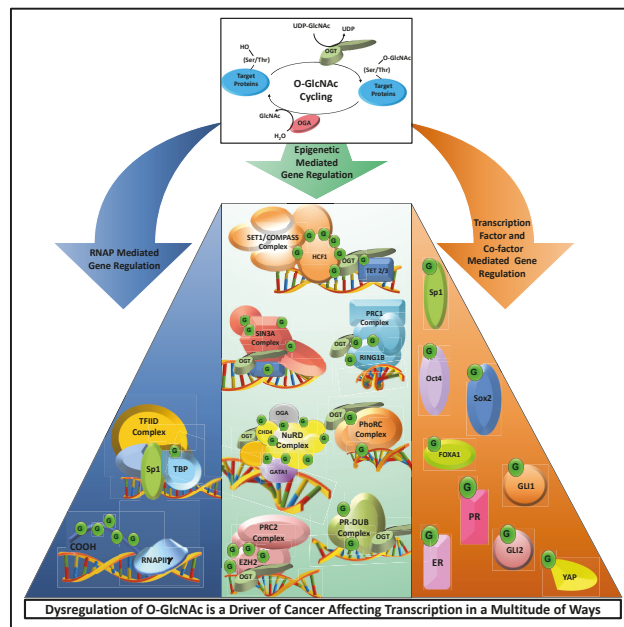 UDP-GlcNAc
UDP
OGT
HO
(Ser/Thr)
Target
Proteins
O-GlcNAc
Cycling
O-GlcNAc
(Ser/Thr)
Target
Proteins
GlcNAc
H2O
OGA
RNAP Mediated
Gene Regulation
Epigenetic
Mediated
Gene Regulation
Transcription
Factor and
Co-factor
Mediated Gene
Regulation
TFIID
Complex
Sp1
TBP
G
G
G
G
G
COOH
RNAPII
SET1/COMPASS
Complex
G
G
G
G
G
G
HCF1
OGT
TET 2/3
G
G
G
G
SIN3A
Complex
OGT
G
PRC1
Complex
OGT
G
G
G
RING1B
OGA
G
OGT
CHD4
NuRD
Complex
G
G
G
G
G
GATA1
OGT
G
PhoRC
Complex
G
PRC2
Complex
G
G
G
G
EZH2
OGT
G
PR-DUB
Complex
G
OGT
G
Sp1
G
Oct4
G
Sox2
G
FOXA1
G
GLI1
G
PR
G
ER
G
GLI2
G
YAP
Dysregulation of O-GlcNAc is a Driver of Cancer Affecting Transcription in a Multitude of Ways